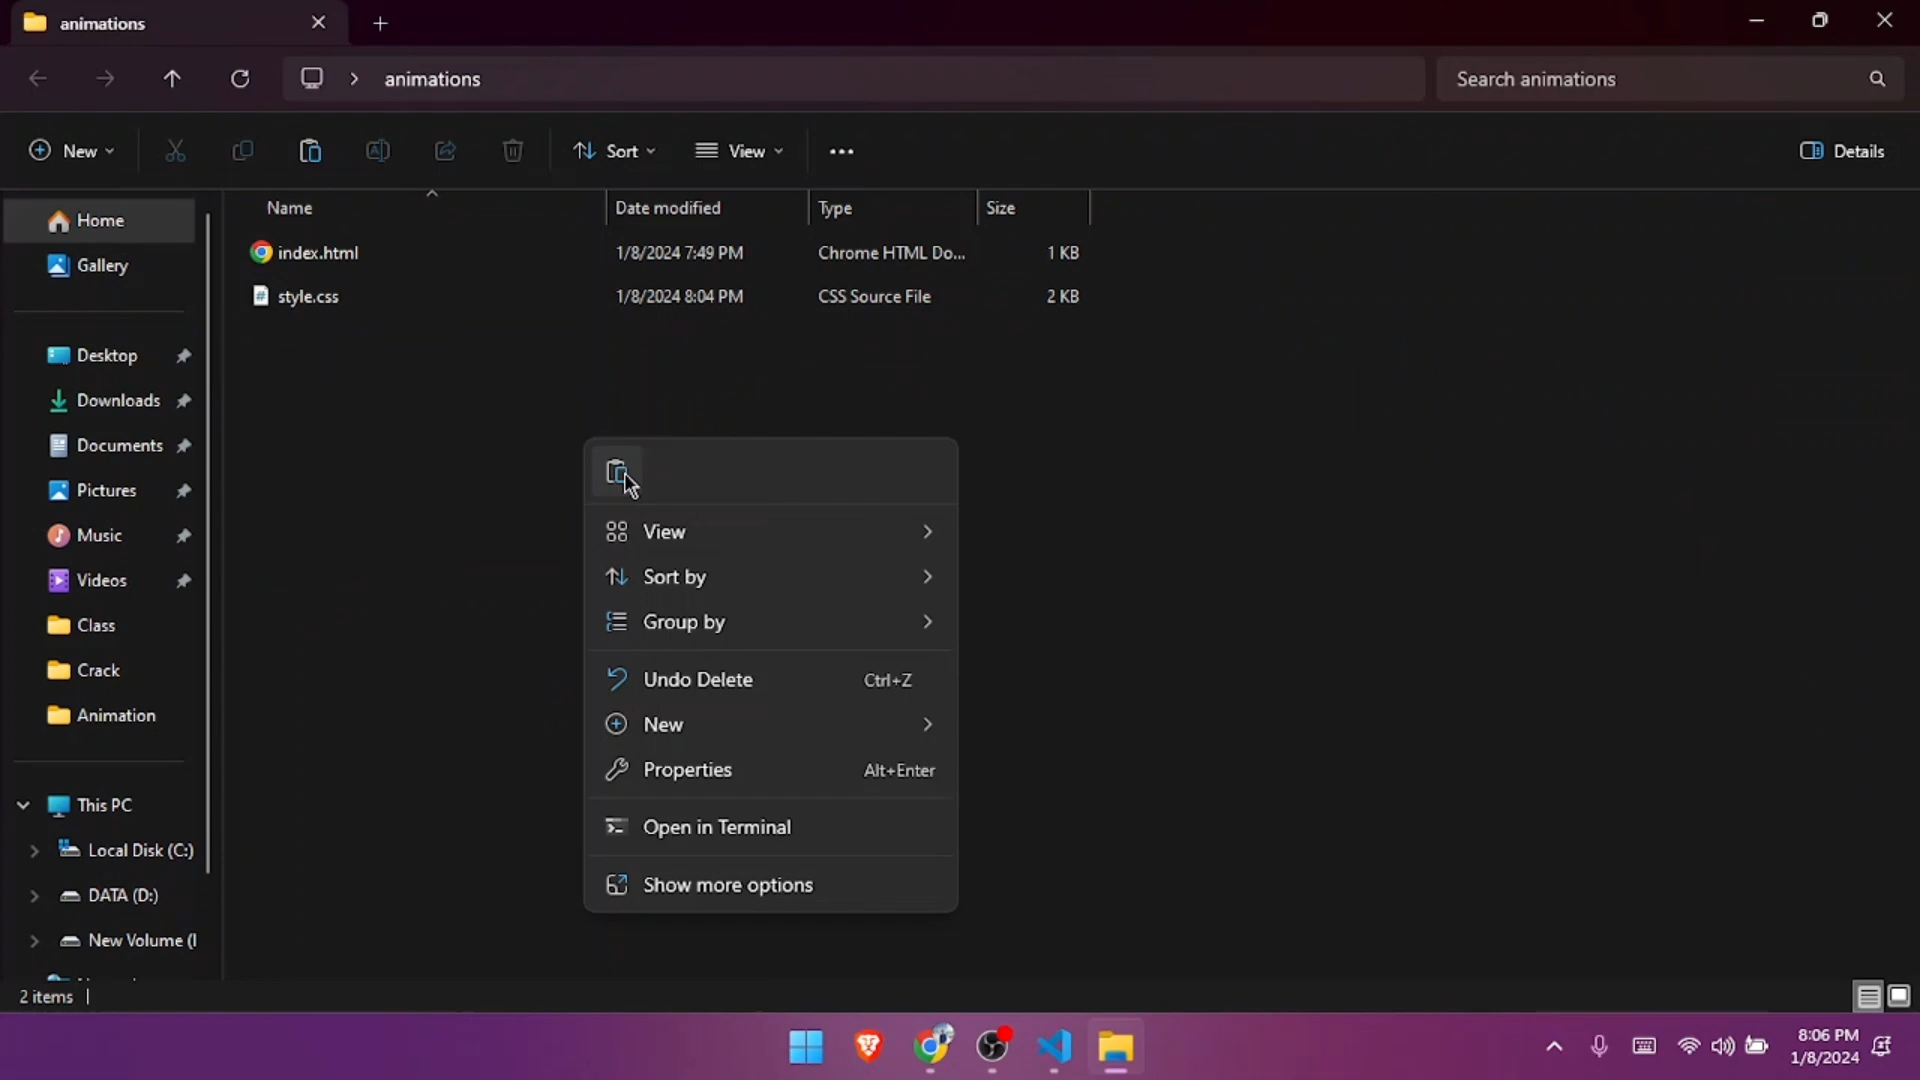 animations
animations
Search animations
New
Sort
View
Details
Name
Date modified
Type
Size
index.html
1/8/2024 7:49 PM
Chrome HTML Do...
1 KB
style.css
1/8/2024 8:04 PM
CSS Source File
2 KB
Home
Gallery
Desktop
Downloads
Documents
Pictures
Music
Videos
Class
Crack
Animation
This PC
Local Disk (C:)
DATA (D:)
New Volume (I
View
Sort by
Group by
Undo Delete
Ctrl+Z
New
Properties
Alt+Enter
Open in Terminal
Show more options
2 items
8:06 PM
1/8/2024